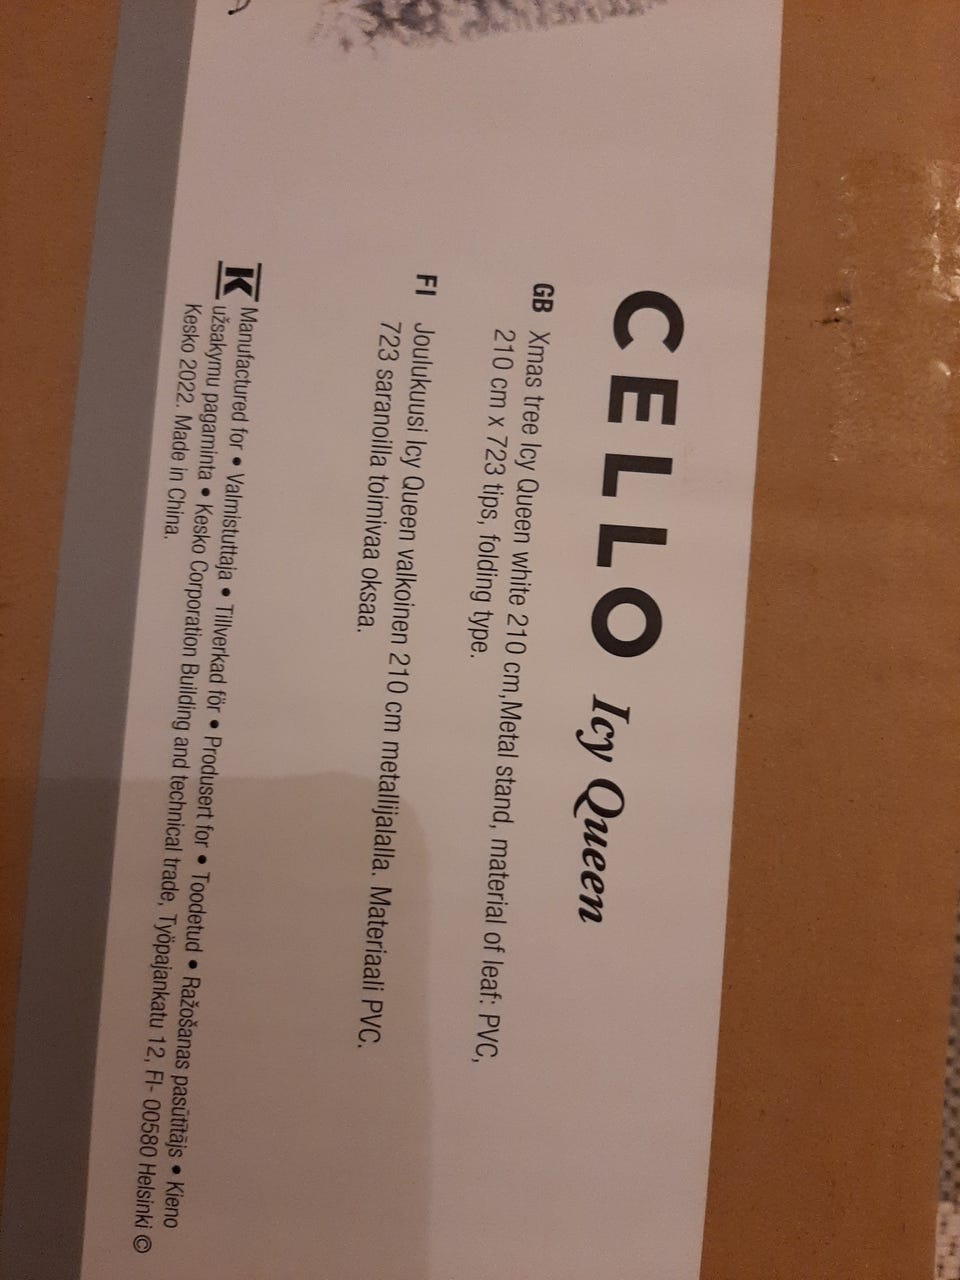 CELLO Icy Queen
GB Xmas tree Icy Queen white 210 cm,Metal stand, material of leaf: PVC,
210 cm x 723 tips, folding type.
FI Joulukuusi Icy Queen valkoinen 210 cm metallijalalla. Materiaali PVC.
723 saranoilla toimivaa oksaa.
K Manufactured for • Valmistuttaja • Tillverkad för • Produsert for • Toodetud • Ražošanas pasūtītājs • Kieno
užsakymu pagaminta • Kesko Corporation Building and technical trade, Työpajankatu 12, FI- 00580 Helsinki ©
Kesko 2022. Made in China.